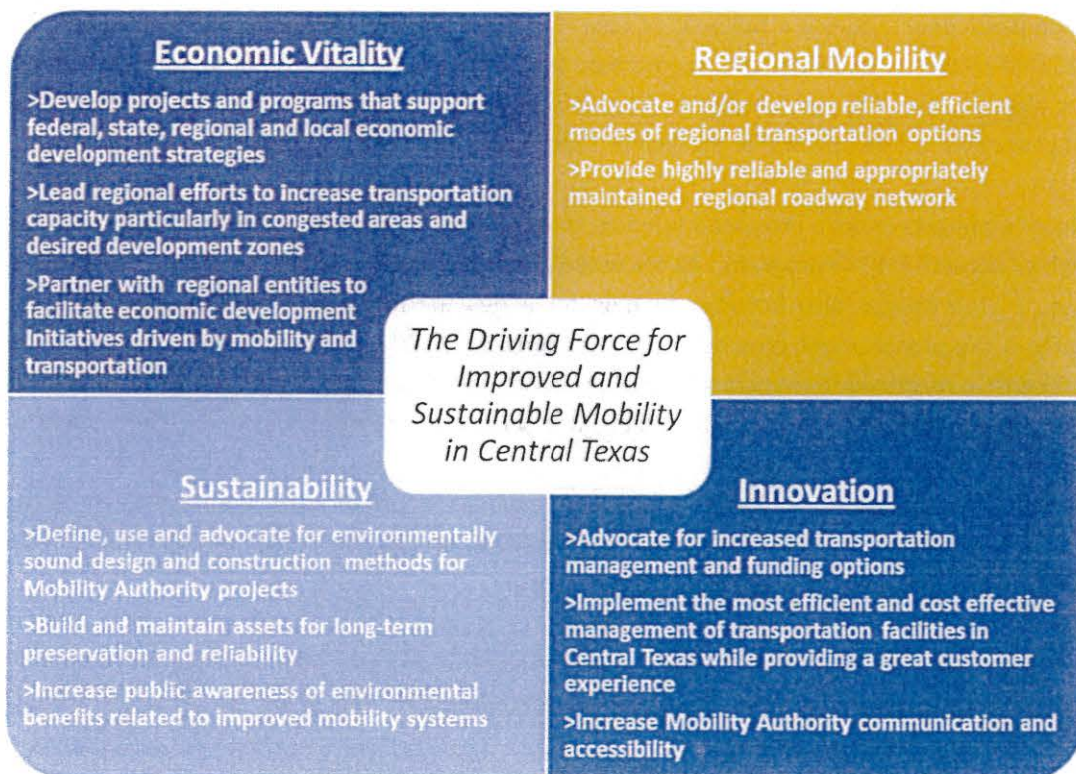 Economic Vitality
>Develop projects and programs that support
federal, state, regional and local economic
development strategies
>Lead regional efforts to increase transportation
capacity particularly in congested areas and
desired development zones
>Partner with regional entities to
facilitate economic development
Initiatives driven by mobility and
transportation
Regional Mobility
>Advocate and/or develop reliable, efficient
modes of regional transportation options
>Provide highly reliable and appropriately
maintained regional roadway network
The Driving Force for
Improved and
Sustainable Mobility
in Central Texas
Sustainability
>Define, use and advocate for environmentally
sound design and construction methods for
Mobility Authority projects
>Build and maintain assets for long-term
preservation and reliability
>Increase public awareness of environmental
benefits related to improved mobility systems
Innovation
>Advocate for increased transportation
management and funding options
>Implement the most efficient and cost effective
management of transportation facilities in
Central Texas while providing a great customer
experience
>Increase Mobility Authority communication and
accessibility